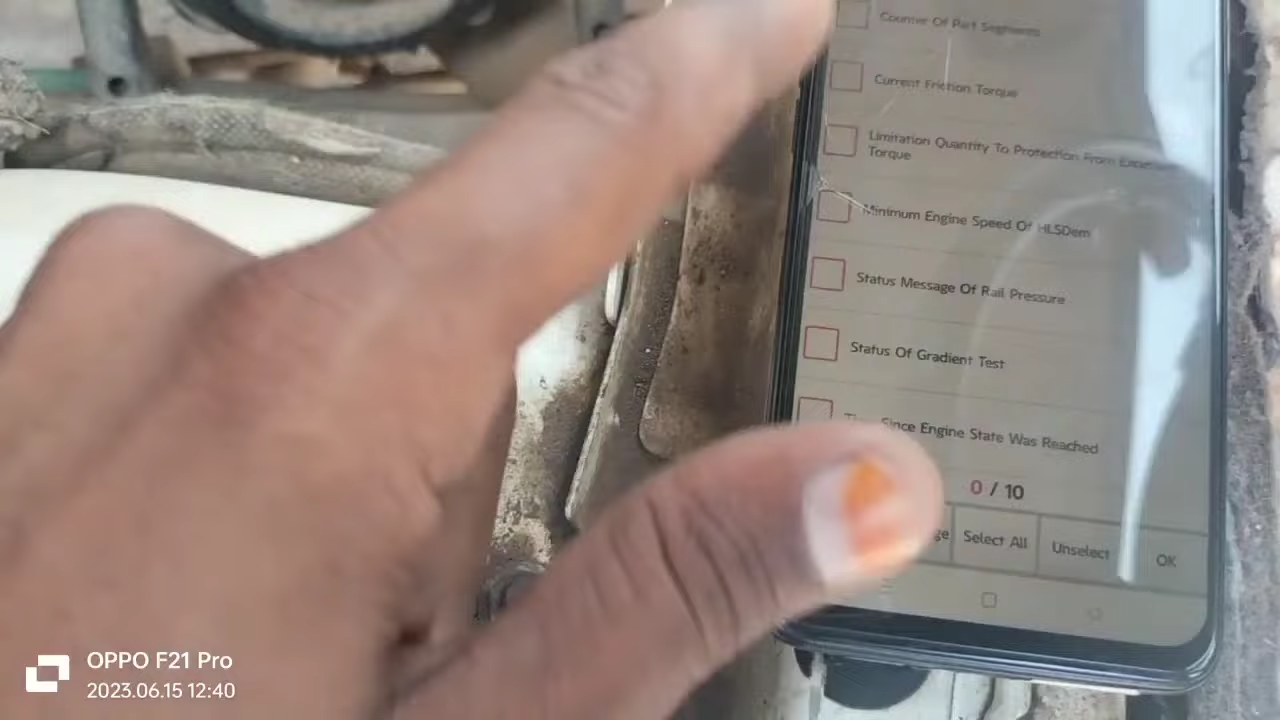 Counter Of Part Segments
Current Friction Torque
Limitation Quantity To Protection From
Torque
Minimum Engine Speed Of HLSDem
Status Message Of Rail Pressure
Status Of Gradient Test
Since Engine State Was Reached
0 / 10
Select All
Unselect
OK
OPPO F21 Pro
2023.06.15 12:40